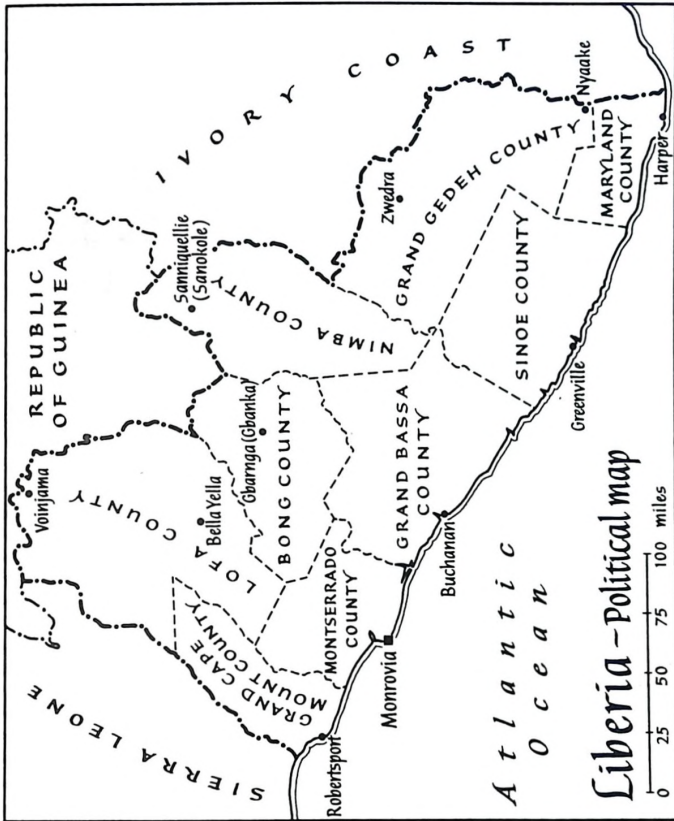 REPUBLIC
OF GUINEA
IVORY COAST
SIERRA LEONE
Voinjama
LOFA COUNTY
Bella Yella
Sanniquellie
(Sanokole)
NIMBA COUNTY
Gbarnga (Gbanka)
BONG COUNTY
GRAND CAPE
MOUNT COUNTY
MONTSERRADO
COUNTY
GRAND BASSA
COUNTY
Zwedra
GRAND GEDEH COUNTY
SINOE COUNTY
MARYLAND
COUNTY
Nyaake
Robertsport
Monrovia
Buchanan
Greenville
Harper
Atlantic
Ocean
Liberia - Political map
0 25 50 75 100 miles